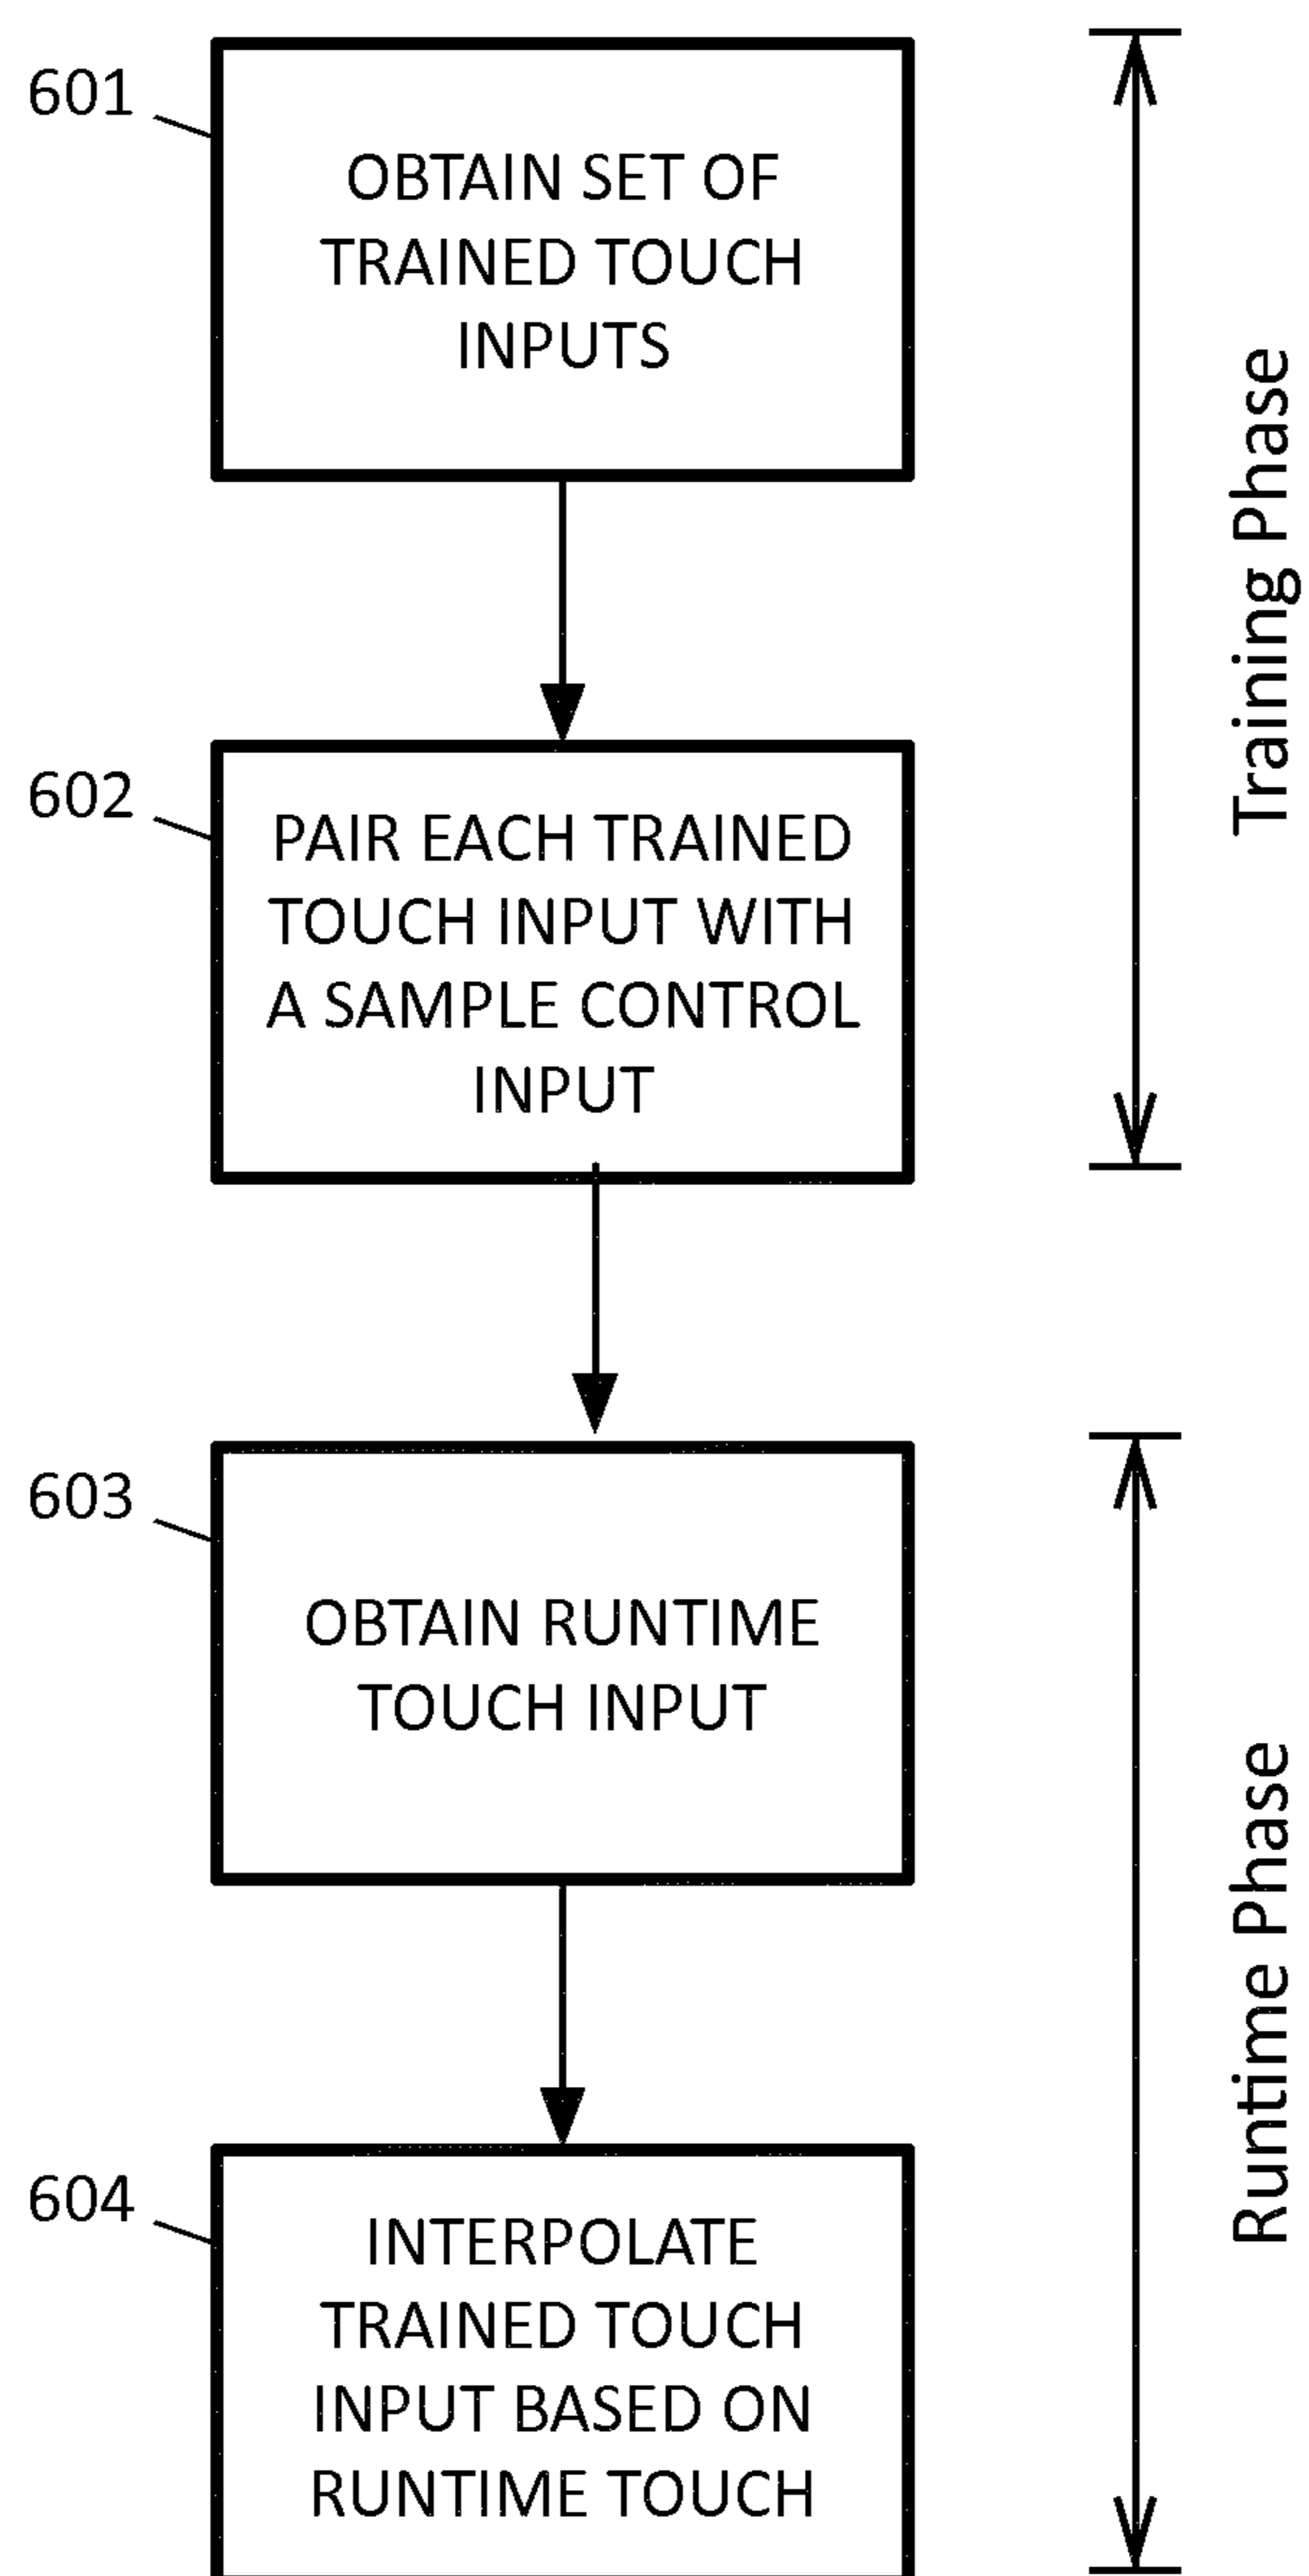 601
OBTAIN SET OF
TRAINED TOUCH
INPUTS
Training Phase
602
PAIR EACH TRAINED
TOUCH INPUT WITH
A SAMPLE CONTROL
INPUT
603
OBTAIN RUNTIME
TOUCH INPUT
Runtime Phase
604
INTERPOLATE
TRAINED TOUCH
INPUT BASED ON
RUNTIME TOUCH